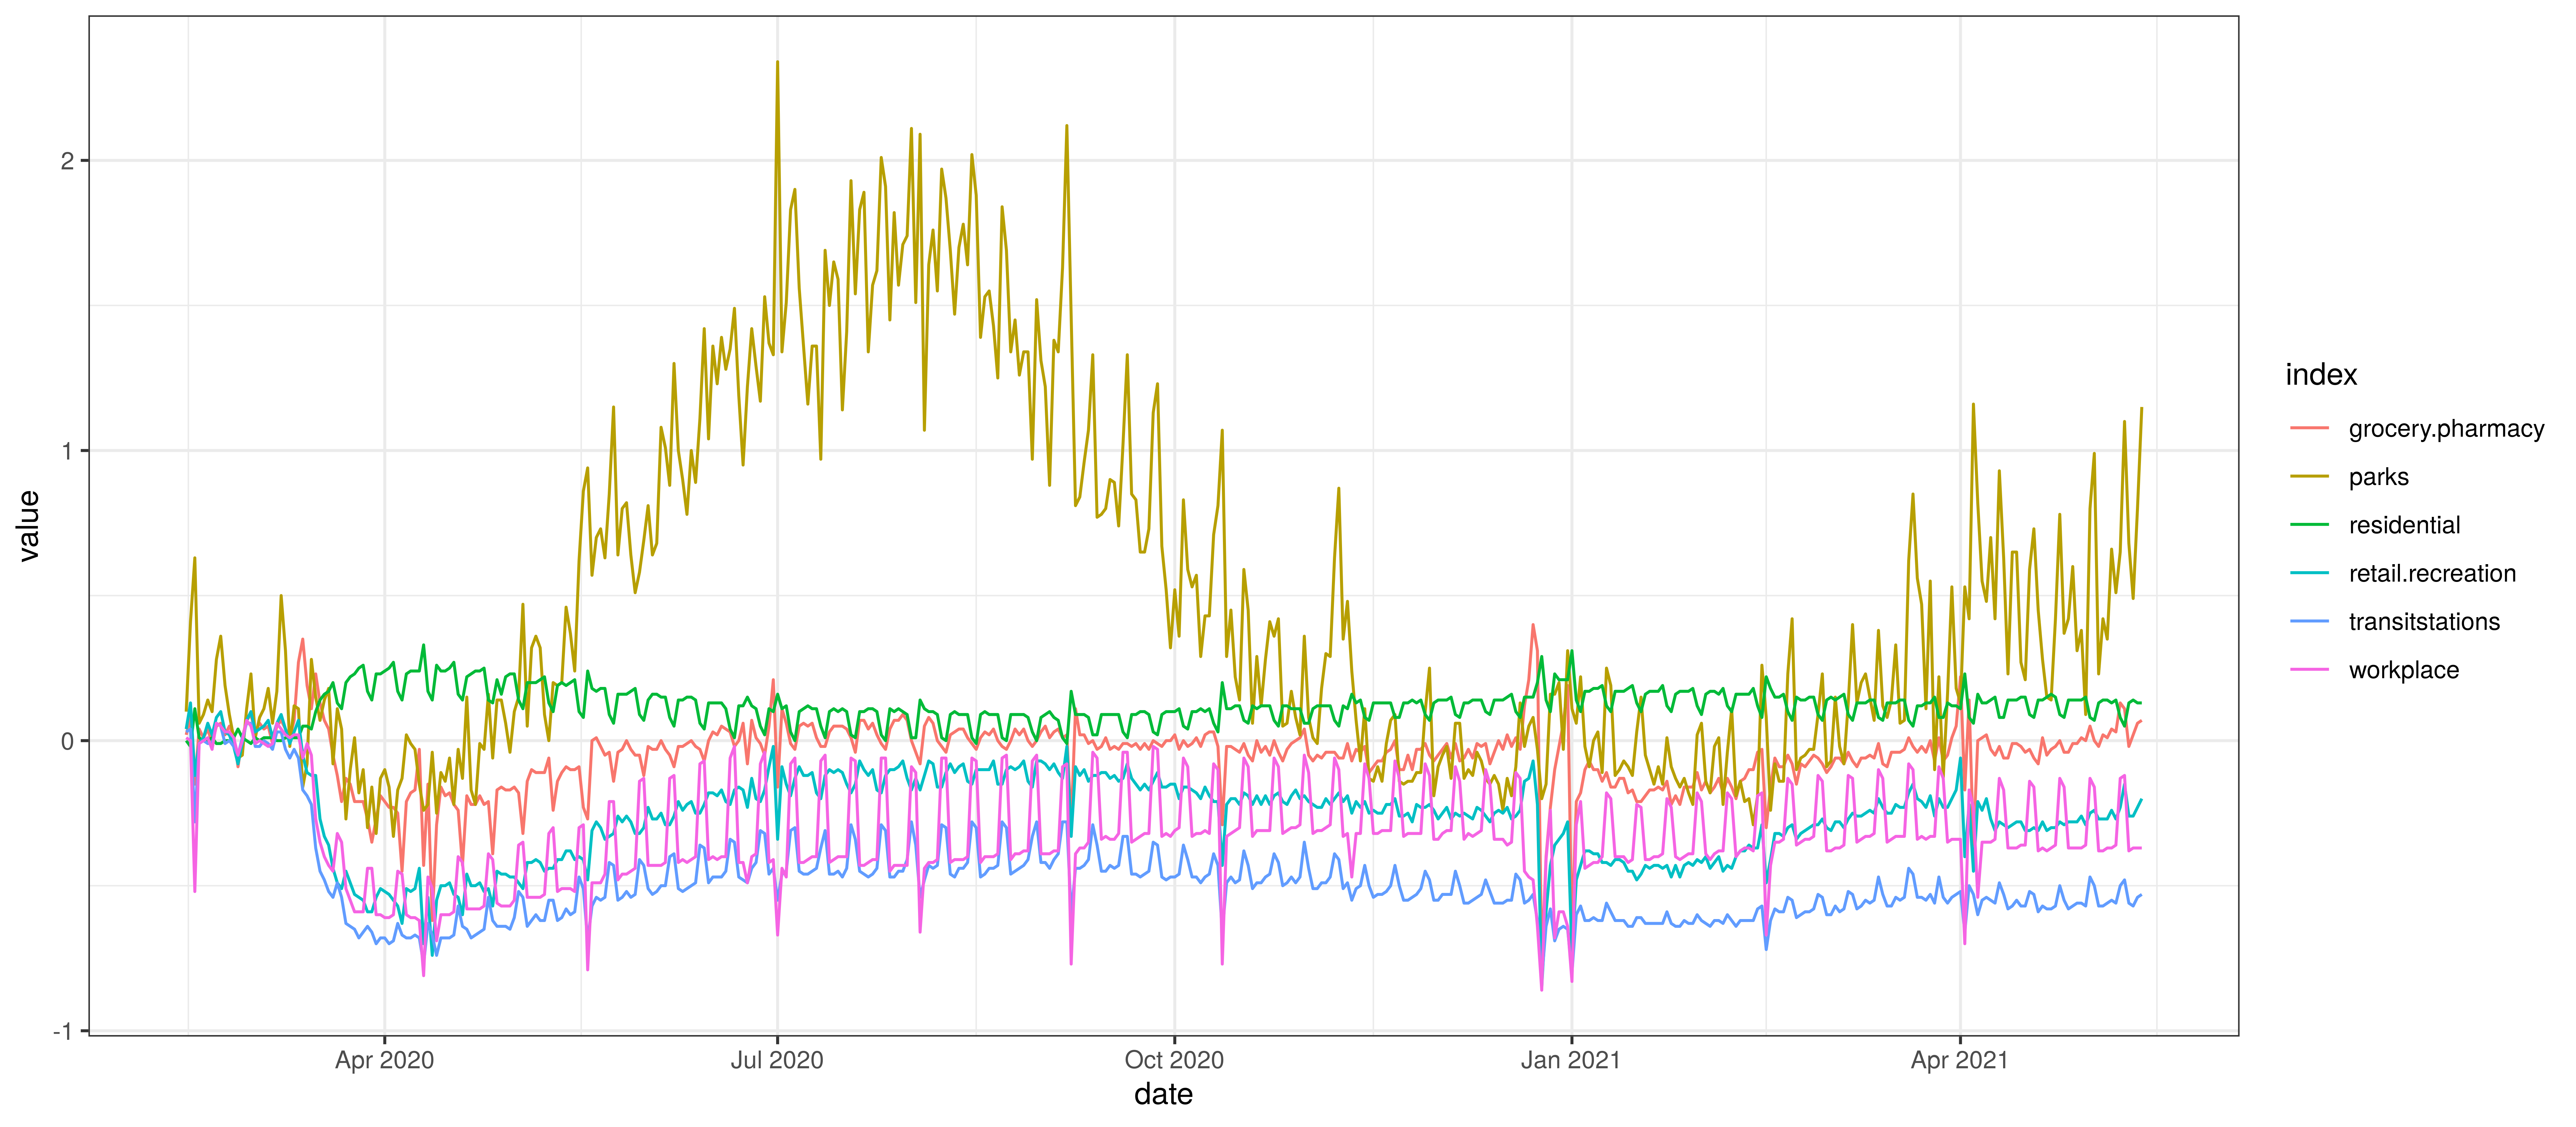 2
1
0
-1
value
Apr 2020
Jul 2020
Oct 2020
Jan 2021
Apr 2021
date
index
grocery.pharmacy
parks
residential
retail.recreation
transitstations
workplace